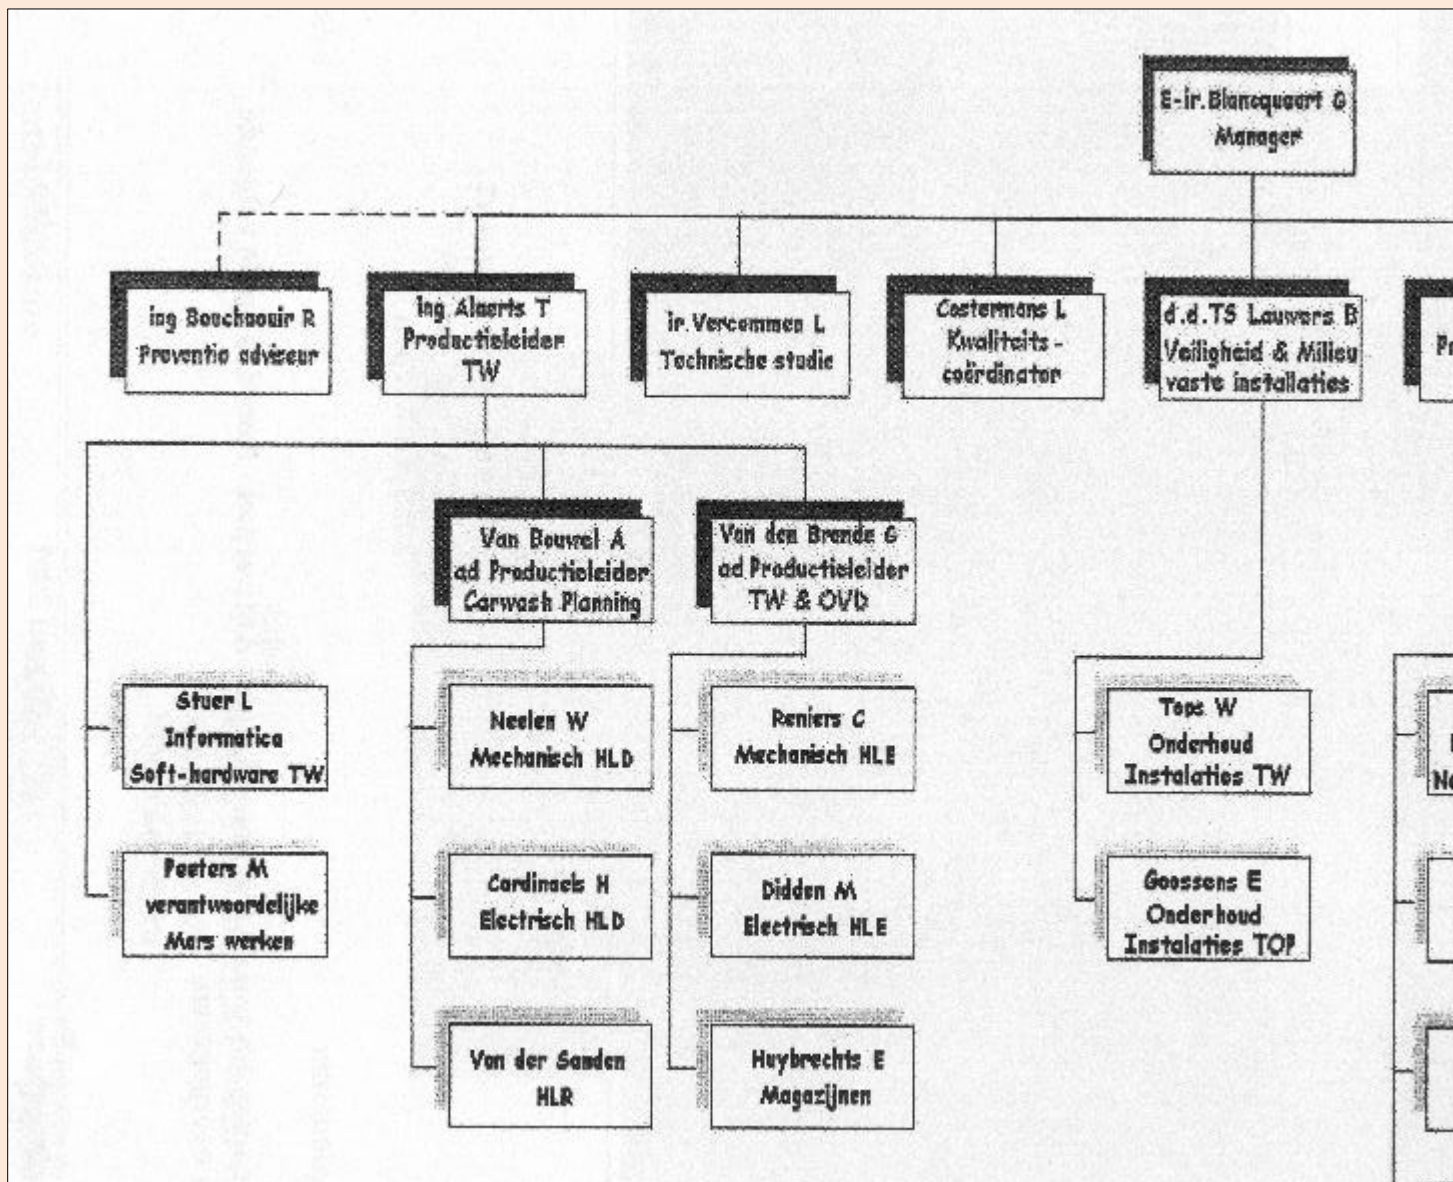 E-ir.Blancquaert G
Manager
ing Bouchaouir R
Preventie adviseur
ing Alaerts T
Productieleider
TW
ir.Vercammen L
Technische studie
Costermans L
Kwaliteits-
coördinator
d.d.TS Lauwers B
Veiligheid & Milieu
vaste installaties
Van Bouwel A
ad Productieleider
Carwash Planning
Van den Brande G
ad Productieleider
TW & OVD
Stuer L
Informatica
Soft-hardware TW
Neelen W
Mechanisch HLD
Reniers C
Mechanisch HLE
Tops W
Onderhoud
Instalaties TW
Peeters M
verantwoordelijke
Mars werken
Cardinaels H
Electrisch HLD
Didden M
Electrisch HLE
Goossens E
Onderhoud
Instalaties TOP
Van der Sanden
HLR
Huybrechts E
Magazijnen